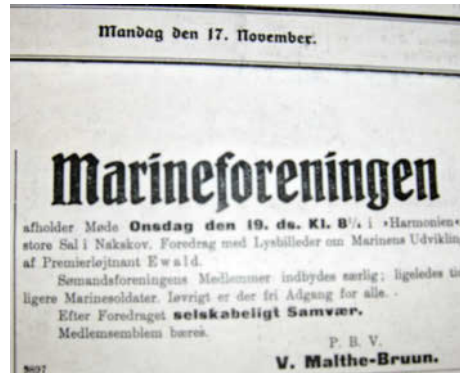 Mandag den 17. November.
Marineforeningen
afholder Møde Onsdag den 19. ds. Kl. 8¼ i »Harmonien«
store Sal i Nakskov. Foredrag med Lysbilleder om Marinens Udvikling
af Premierløjtnant Ewald.
Sømandsforeningens Medlemmer indbydes særlig; ligeledes
ligere Marinesoldater. Iøvrigt er der fri Adgang for alle.
Efter Foredraget selskabeligt Samvær.
Medlemsemblem bæres.
P. B. V.
V. Malthe-Bruun.